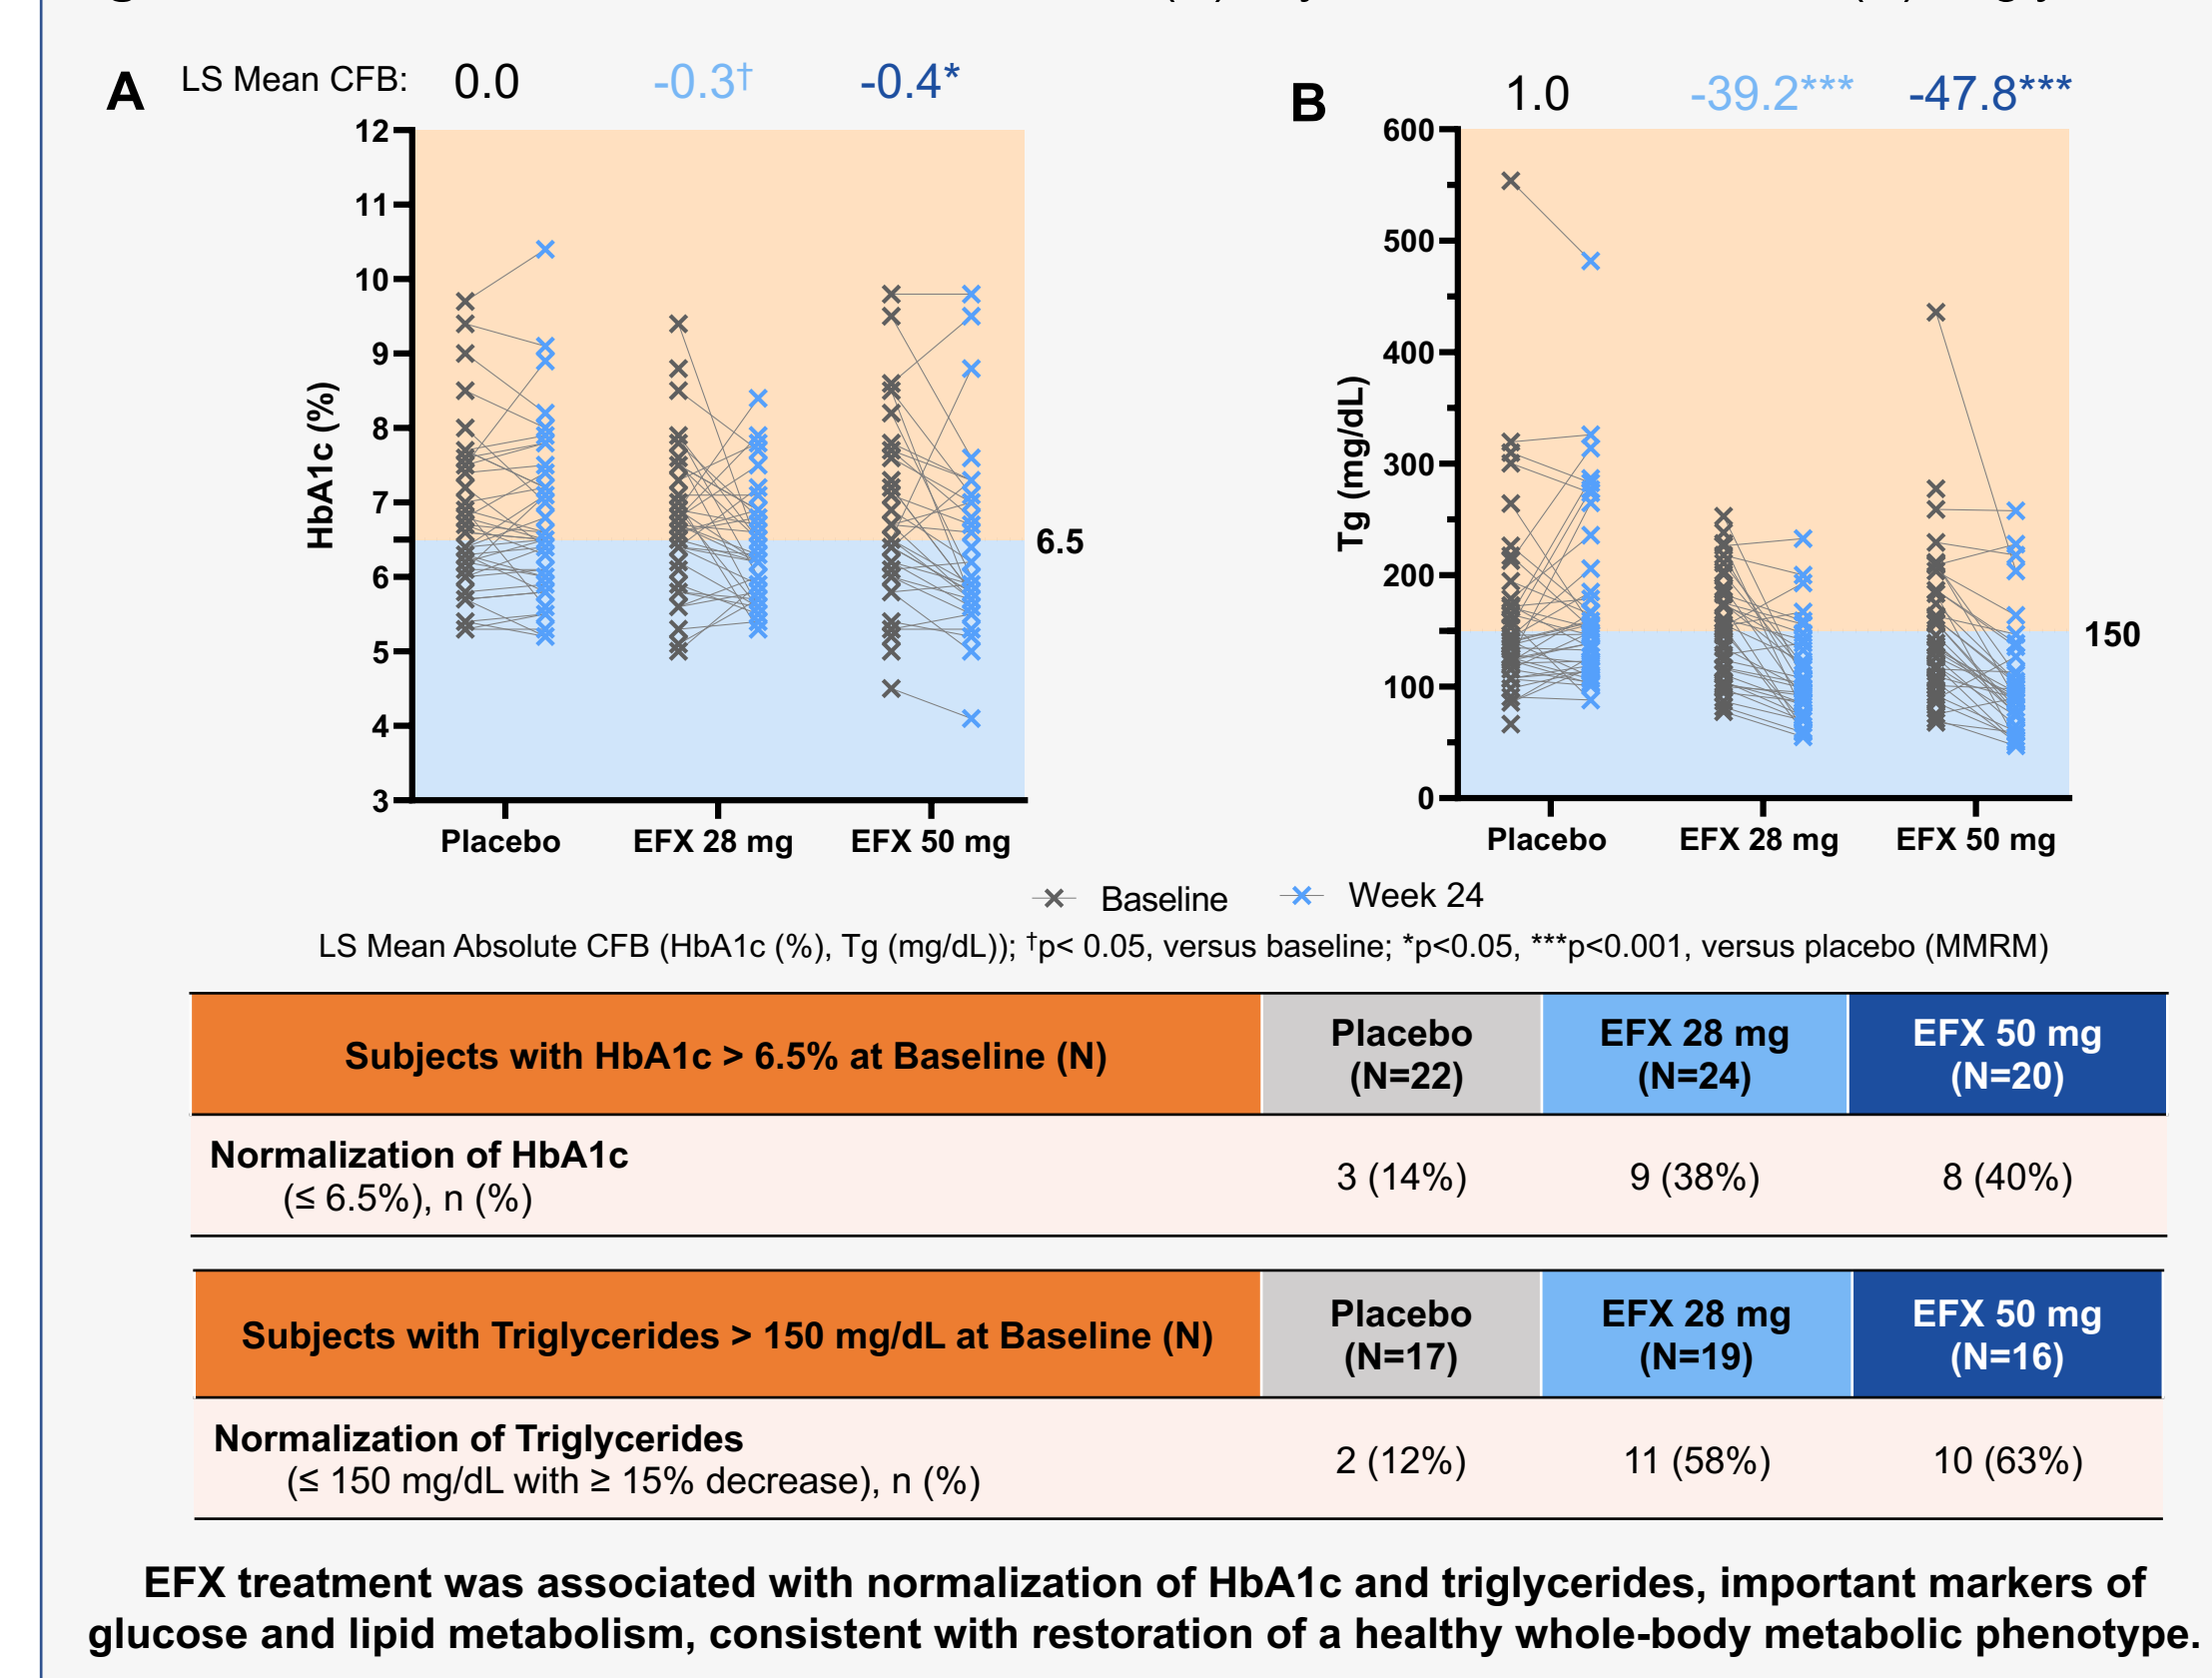 A
LS Mean CFB:
0.0
-0.3†
-0.4*
12
11
10
9
8
7
6
5
4
3
HbA1c (%)
6.5
Placebo
EFX 28 mg
EFX 50 mg
B
1.0
-39.2***
-47.8***
600
500
400
300
200
100
0
Tg (mg/dL)
150
Placebo
EFX 28 mg
EFX 50 mg
Baseline
Week 24
LS Mean Absolute CFB (HbA1c (%), Tg (mg/dL)); †p< 0.05, versus baseline; *p<0.05, ***p<0.001, versus placebo (MMRM)
Subjects with HbA1c > 6.5% at Baseline (N)
Placebo
(N=22)
EFX 28 mg
(N=24)
EFX 50 mg
(N=20)
Normalization of HbA1c
(≤ 6.5%), n (%)
3 (14%)
9 (38%)
8 (40%)
Subjects with Triglycerides > 150 mg/dL at Baseline (N)
Placebo
(N=17)
EFX 28 mg
(N=19)
EFX 50 mg
(N=16)
Normalization of Triglycerides
(≤ 150 mg/dL with ≥ 15% decrease), n (%)
2 (12%)
11 (58%)
10 (63%)
EFX treatment was associated with normalization of HbA1c and triglycerides, important markers of
glucose and lipid metabolism, consistent with restoration of a healthy whole-body metabolic phenotype.